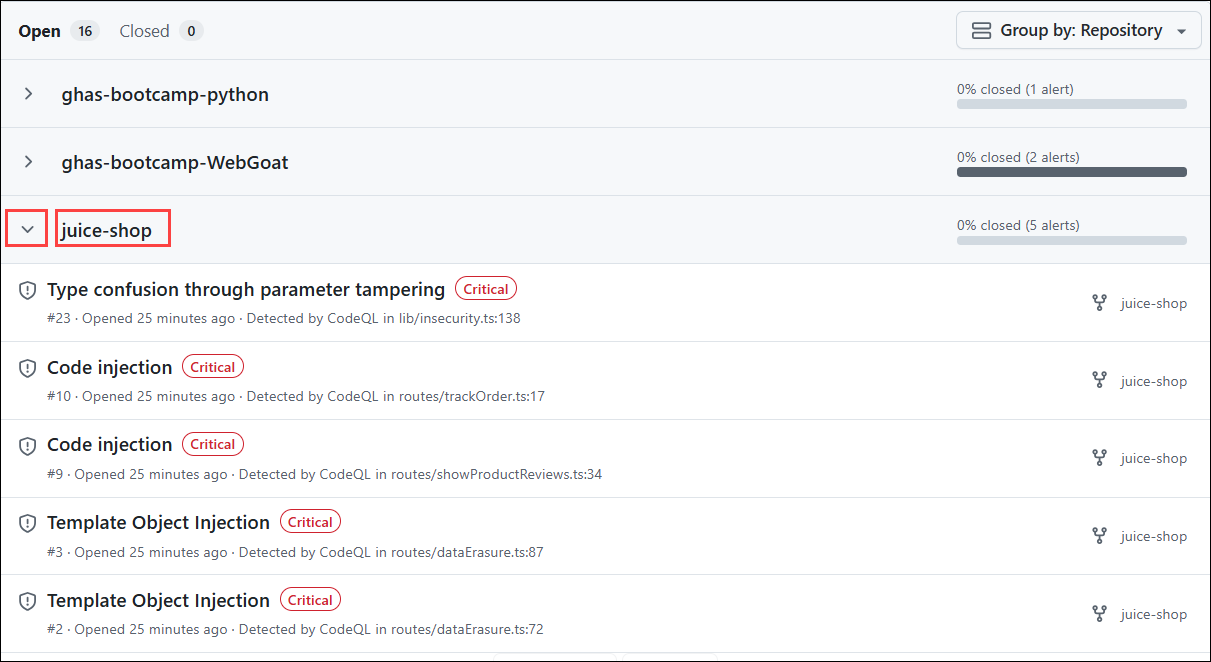 Open 16 Closed 0 Group by: Repository
ghas-bootcamp-python 0% closed (1 alert)
ghas-bootcamp-WebGoat 0% closed (2 alerts)
juice-shop 0% closed (5 alerts)
Type confusion through parameter tampering Critical
#23 · Opened 25 minutes ago · Detected by CodeQL in lib/insecurity.ts:138 juice-shop
Code injection Critical
#10 · Opened 25 minutes ago · Detected by CodeQL in routes/trackOrder.ts:17 juice-shop
Code injection Critical
#9 · Opened 25 minutes ago · Detected by CodeQL in routes/showProductReviews.ts:34 juice-shop
Template Object Injection Critical
#3 · Opened 25 minutes ago · Detected by CodeQL in routes/dataErasure.ts:87 juice-shop
Template Object Injection Critical
#2 · Opened 25 minutes ago · Detected by CodeQL in routes/dataErasure.ts:72 juice-shop